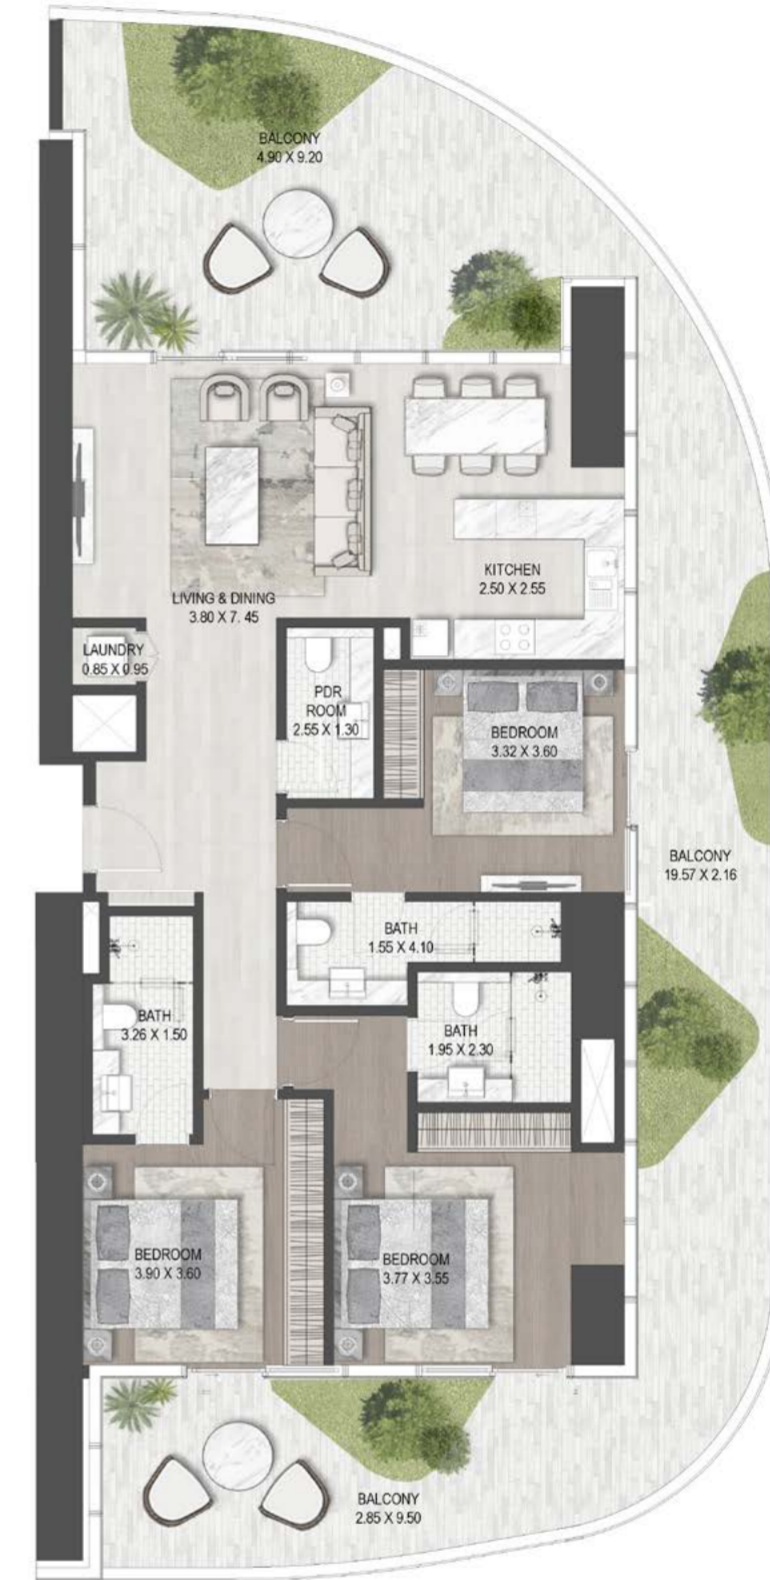 BALCONY
4.90 X 9.20
KITCHEN
2.50 X 2.55
LIVING & DINING
3.80 X 7. 45
LAUNDRY
0.85 X 0.95
PDR
ROOM
2.55 X 1.30
BEDROOM
3.32 X 3.60
BALCONY
19.57 X 2.16
BATH
1.55 X 4.10
BATH
3.26 X 1.50
BATH
1.95 X 2.30
BEDROOM
3.90 X 3.60
BEDROOM
3.77 X 3.55
BALCONY
2.85 X 9.50